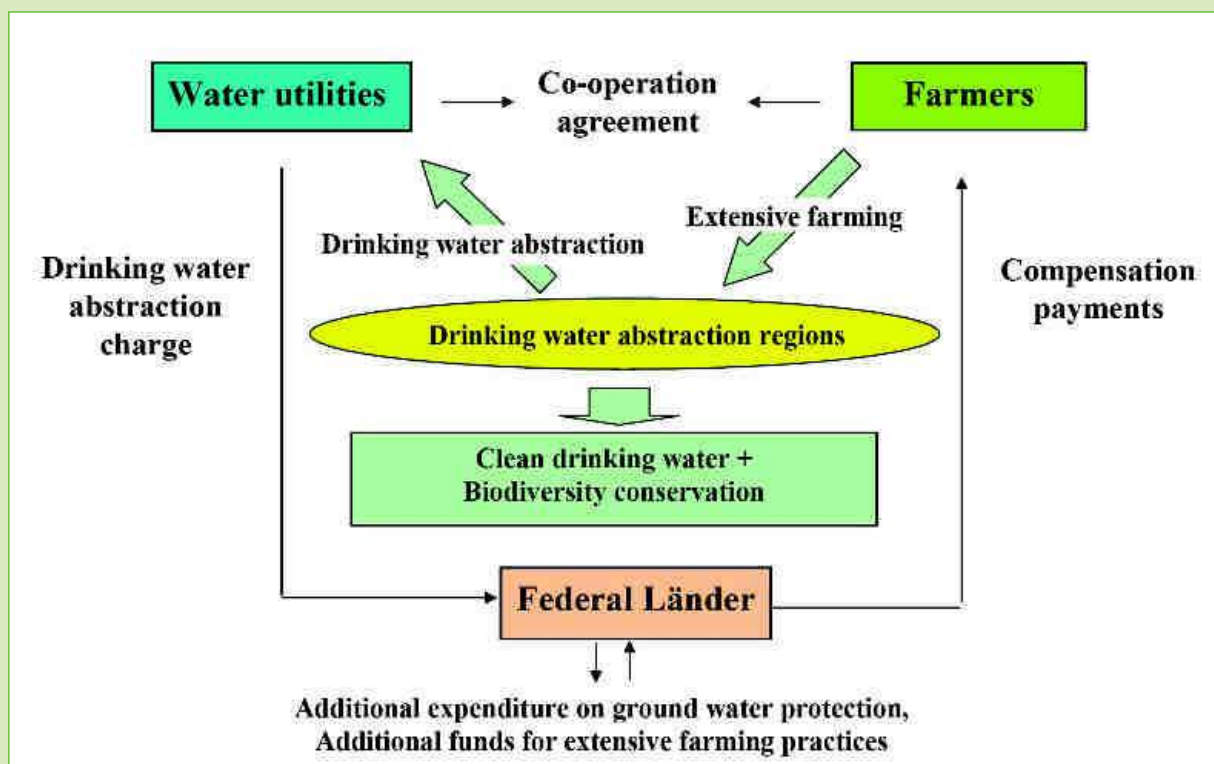 Water utilities
Co-operation
agreement
Farmers
Extensive farming
Drinking water abstraction
Drinking water
abstraction
charge
Compensation
payments
Drinking water abstraction regions
Clean drinking water +
Biodiversity conservation
Federal Länder
Additional expenditure on ground water protection,
Additional funds for extensive farming practices